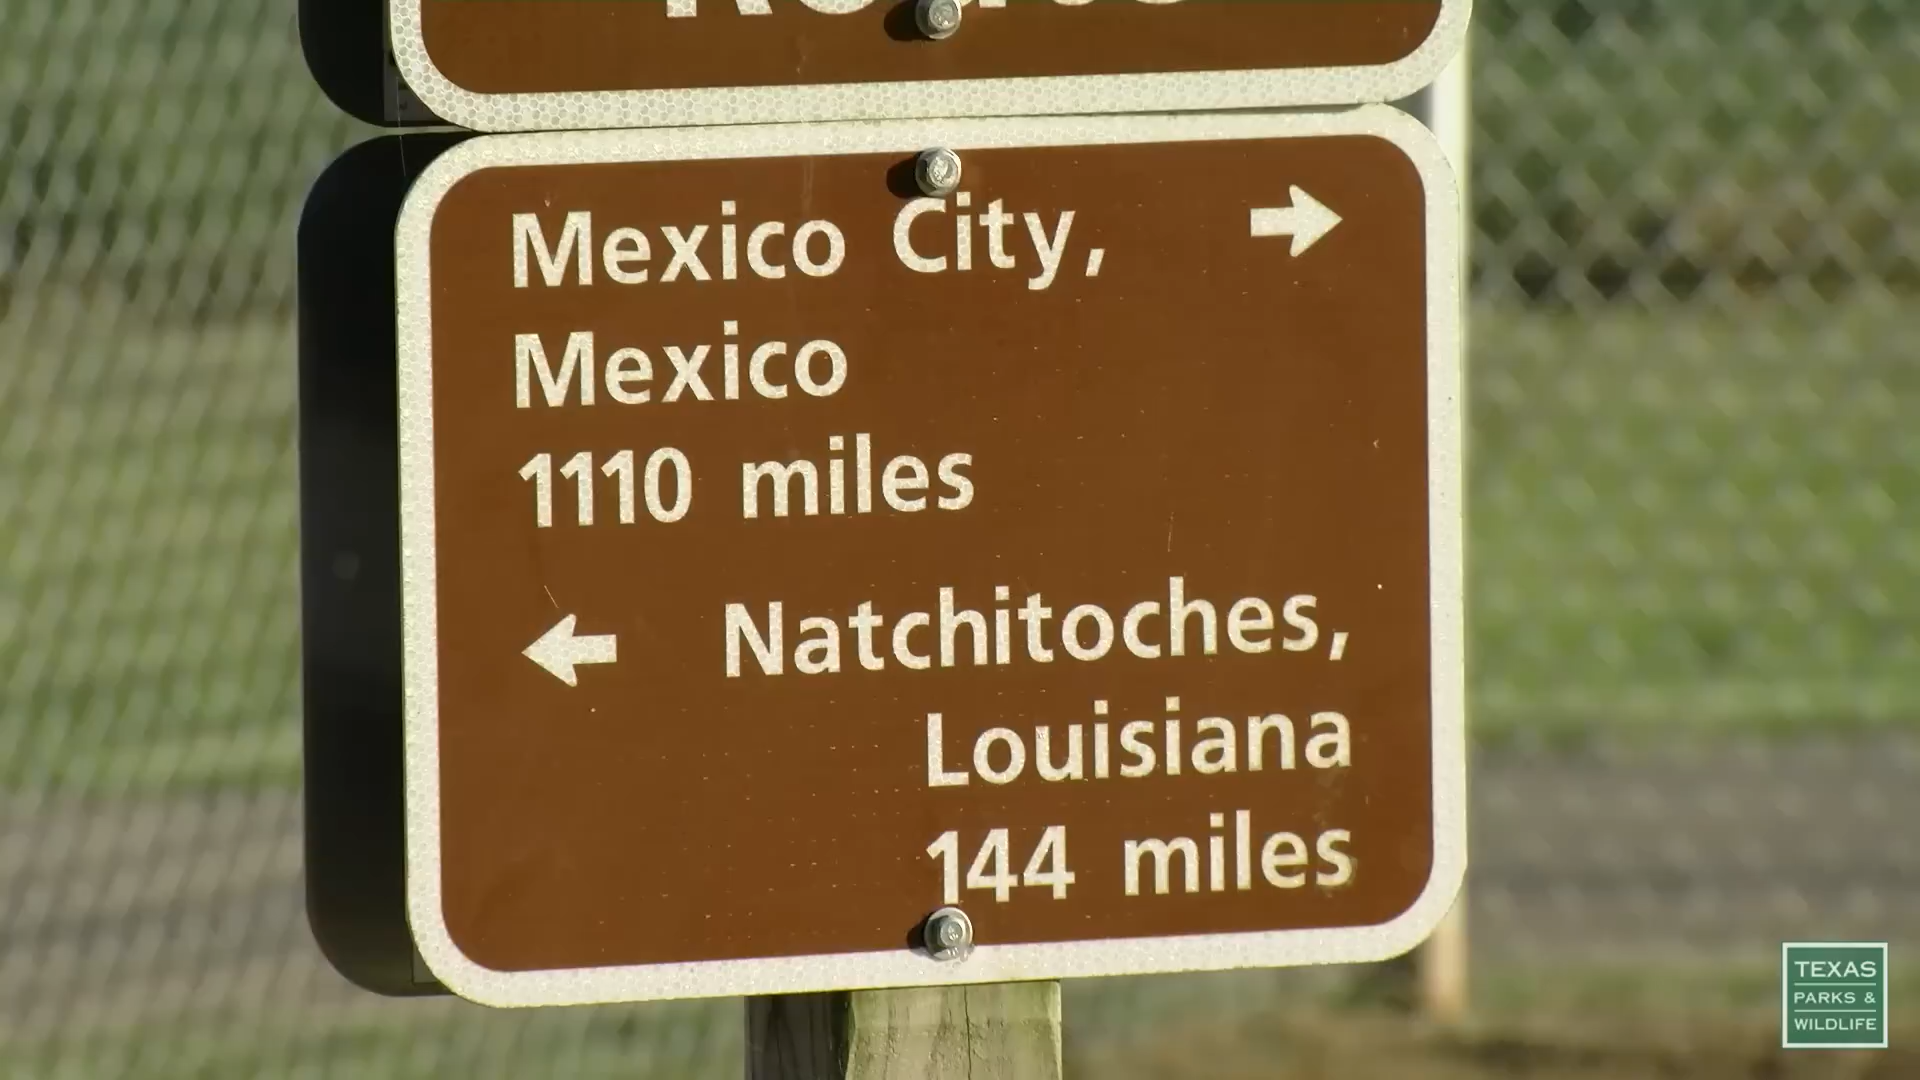 Mexico City,
Mexico
1110 miles
Natchitoches,
Louisiana
144 miles
TEXAS
PARKS &
WILDLIFE